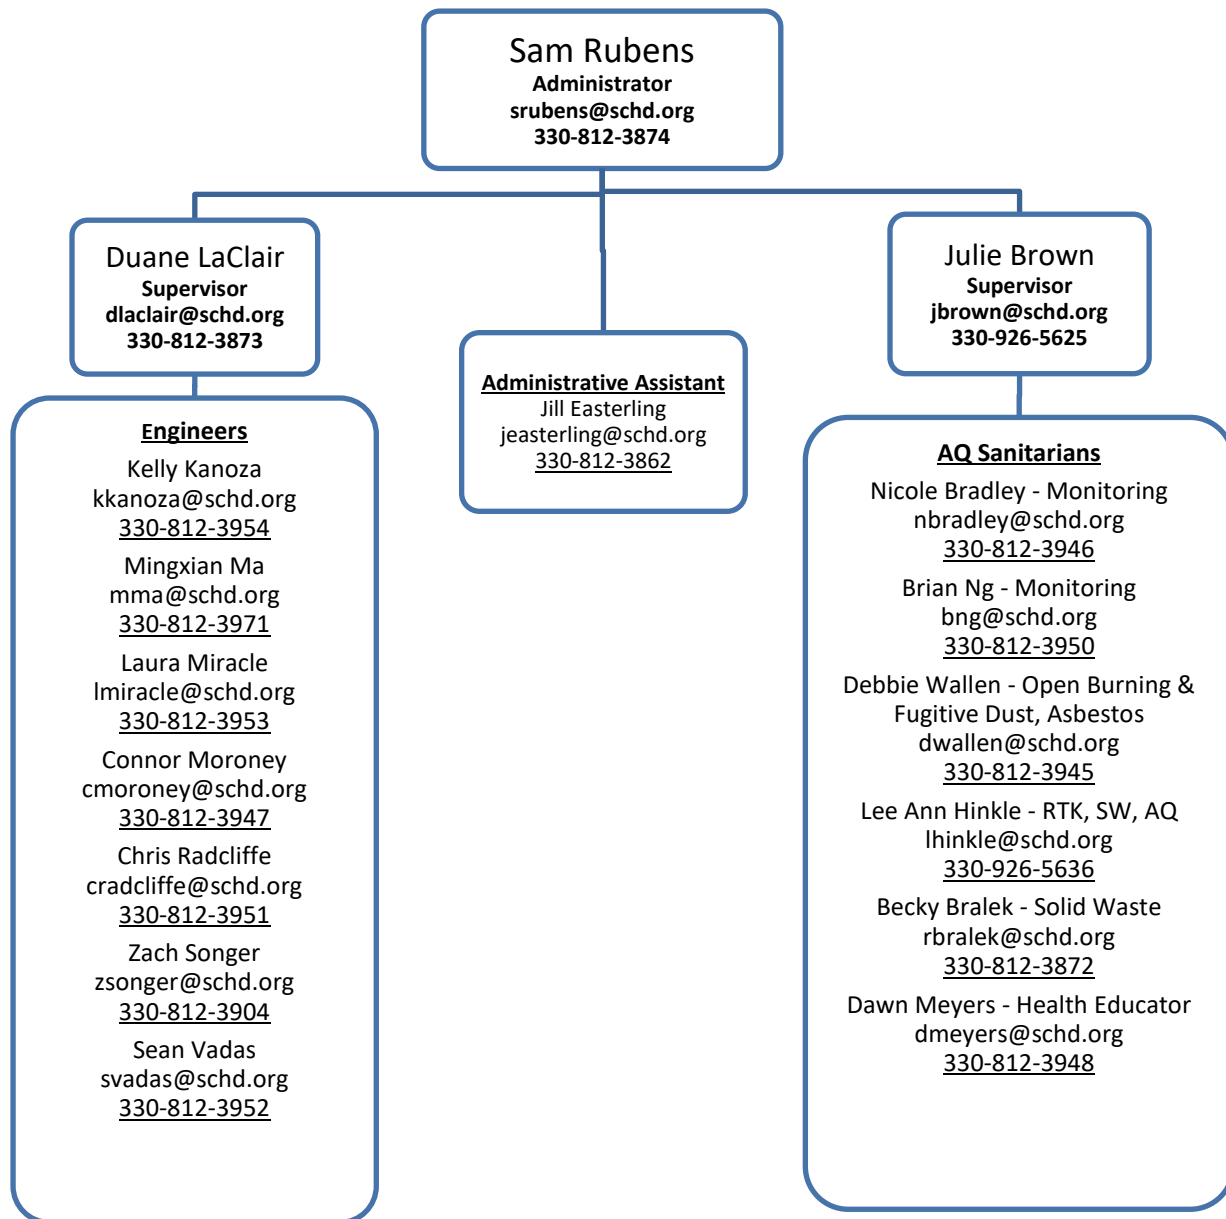 Sam Rubens
Administrator
srubens@schd.org
330-812-3874
Duane LaClair
Supervisor
dlaclair@schd.org
330-812-3873
Julie Brown
Supervisor
jbrown@schd.org
330-926-5625
Administrative Assistant
Jill Easterling
jeasterling@schd.org
330-812-3862
Engineers
Kelly Kanoza
kkanoza@schd.org
330-812-3954
Mingxian Ma
mma@schd.org
330-812-3971
Laura Miracle
lmiracle@schd.org
330-812-3953
Connor Moroney
cmoroney@schd.org
330-812-3947
Chris Radcliffe
cradcliffe@schd.org
330-812-3951
Zach Songer
zsonger@schd.org
330-812-3904
Sean Vadas
svadas@schd.org
330-812-3952
AQ Sanitarians
Nicole Bradley - Monitoring
nbradley@schd.org
330-812-3946
Brian Ng - Monitoring
bng@schd.org
330-812-3950
Debbie Wallen - Open Burning &
Fugitive Dust, Asbestos
dwallen@schd.org
330-812-3945
Lee Ann Hinkle - RTK, SW, AQ
lhinkle@schd.org
330-926-5636
Becky Bralek - Solid Waste
rbralek@schd.org
330-812-3872
Dawn Meyers - Health Educator
dmeyers@schd.org
330-812-3948